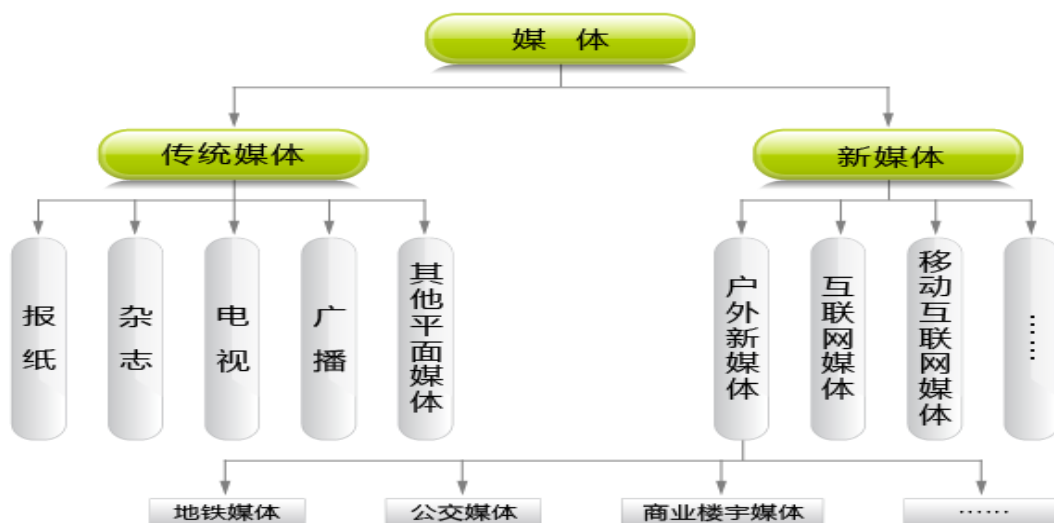 媒 体
传统媒体
新媒体
报纸
杂志
电视
广播
其他平面媒体
户外新媒体
互联网媒体
移动互联网媒体
……
地铁媒体
公交媒体
商业楼宇媒体
……